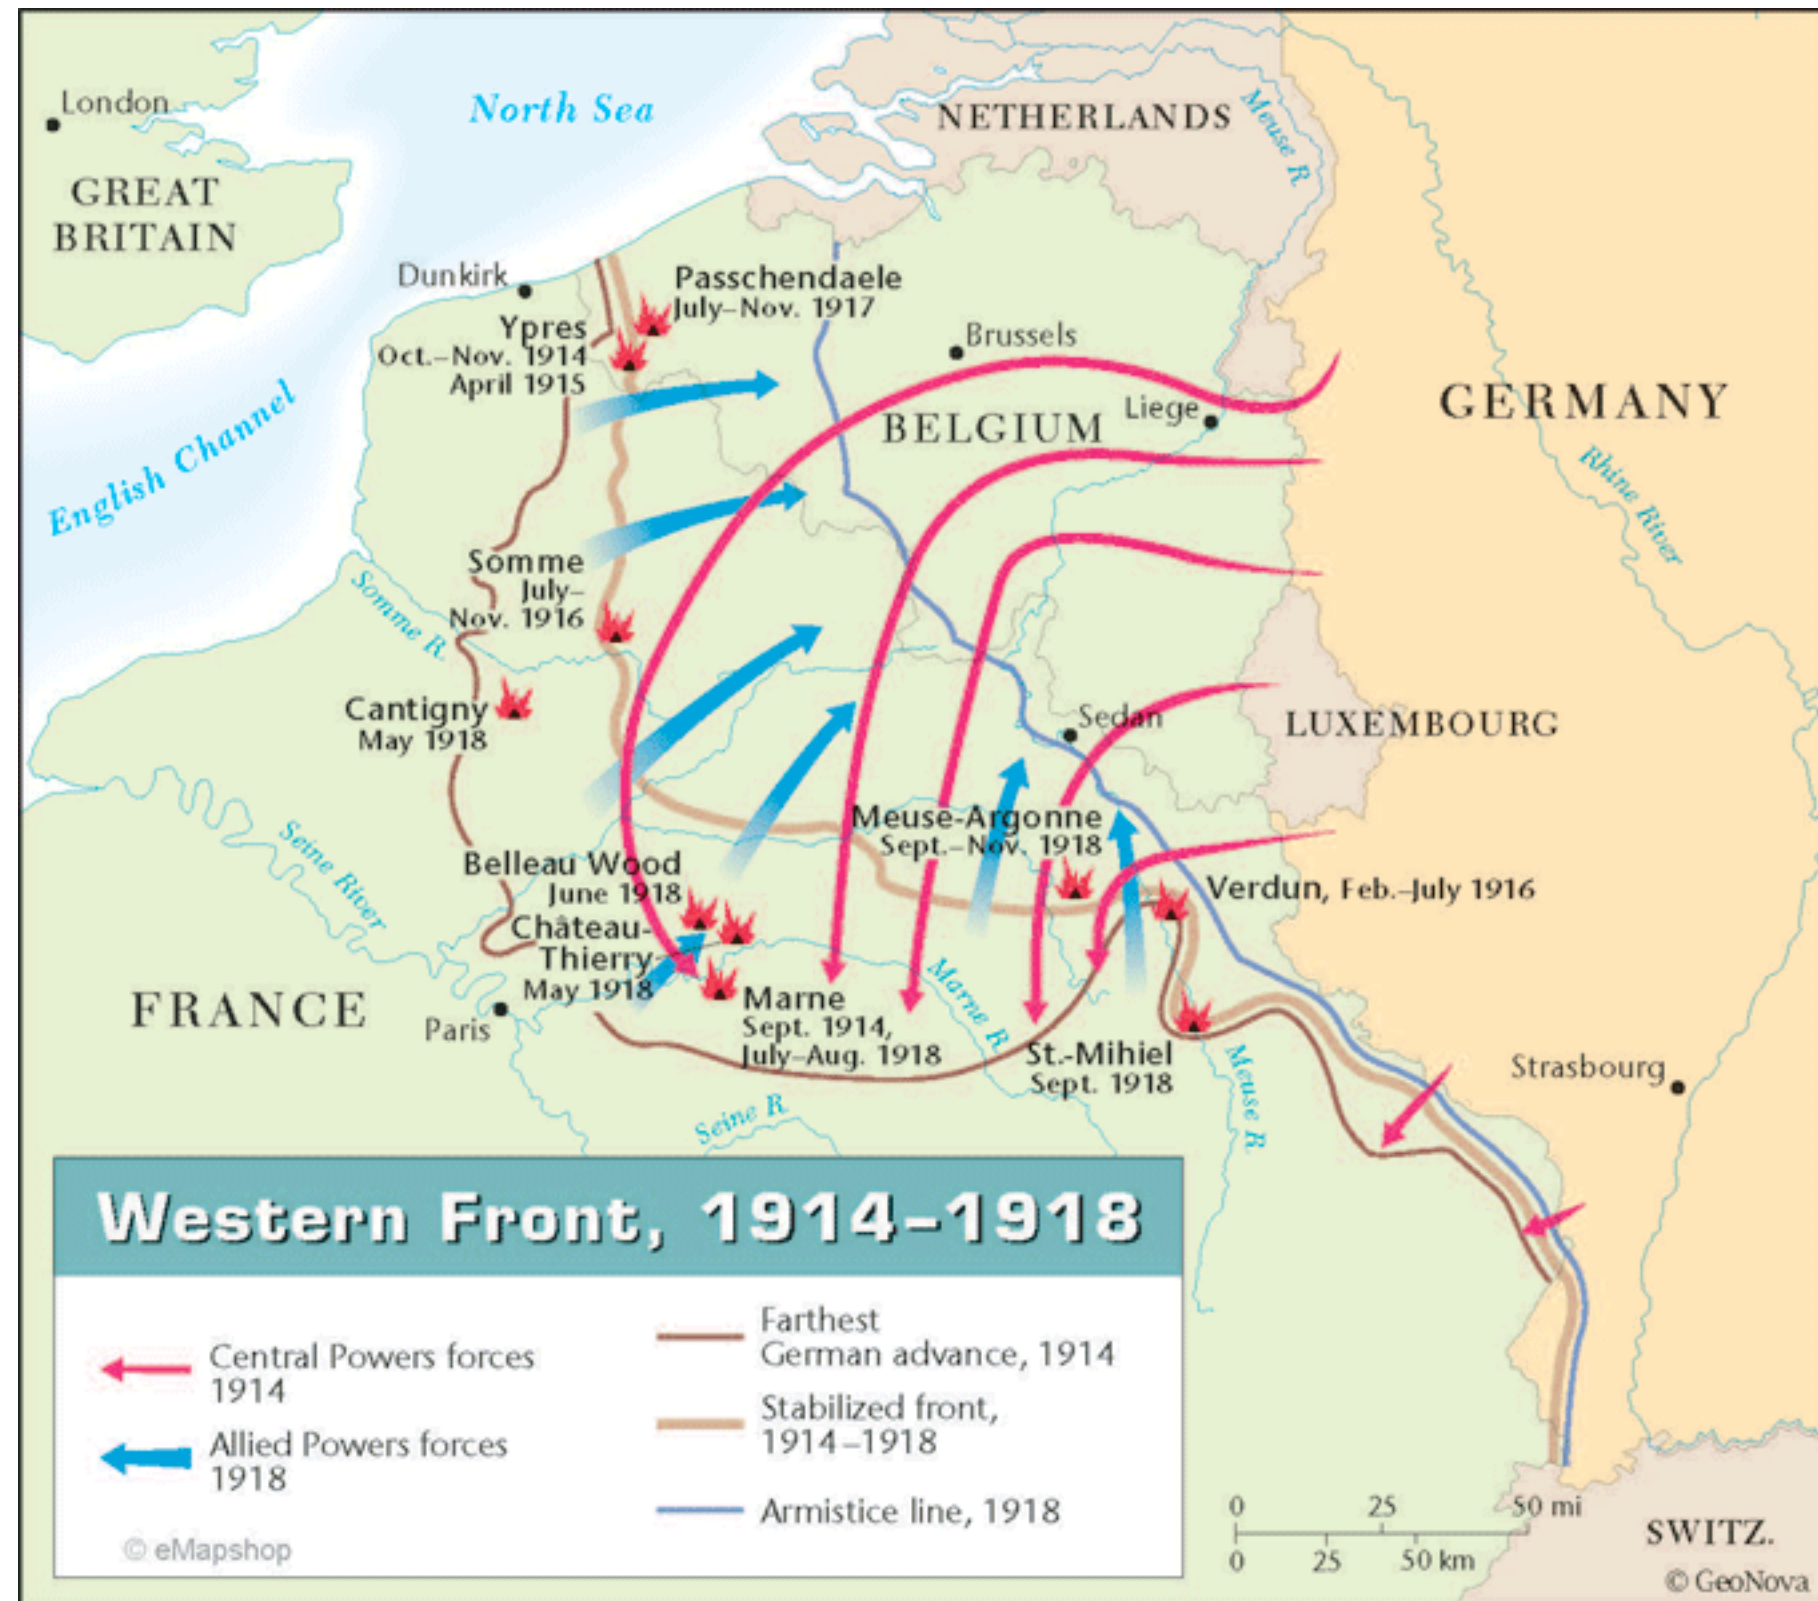 London
North Sea
NETHERLANDS
Meuse R.
GREAT
BRITAIN
Dunkirk
Passchendaele
July–Nov. 1917
Ypres
Oct.–Nov. 1914
April 1915
Brussels
GERMANY
BELGIUM
Liege
English Channel
Rhine River
Somme
July–
Nov. 1916
Somme R.
Cantigny
May 1918
Sedan
LUXEMBOURG
Seine River
Meuse-Argonne
Sept.–Nov. 1918
Belleau Wood
June 1918
Verdun, Feb.–July 1916
Château-
Thierry
May 1918
FRANCE
Paris
Marne
Sept. 1914,
July–Aug. 1918
Marne R.
St.-Mihiel
Sept. 1918
Meuse R.
Strasbourg
Seine R.
Western Front, 1914–1918
Central Powers forces
1914
Allied Powers forces
1918
Farthest
German advance, 1914
Stabilized front,
1914–1918
Armistice line, 1918
© eMapshop
0 25 50 mi
0 25 50 km
SWITZ.
© GeoNova